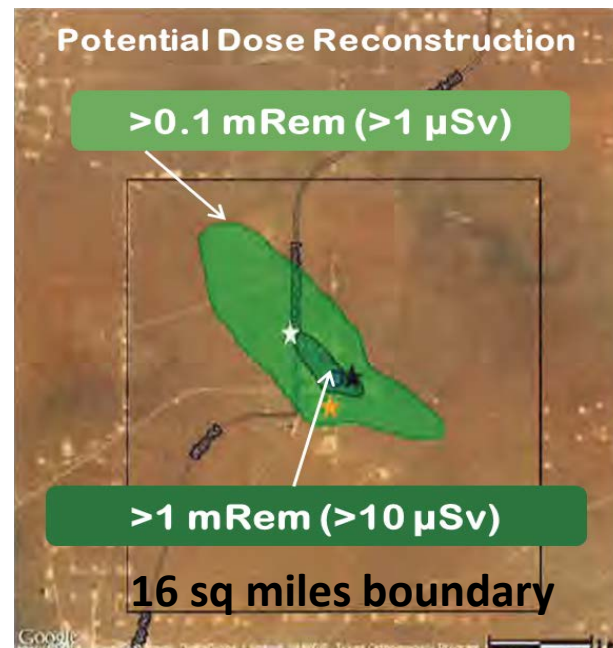 Potential Dose Reconstruction
>0.1 mRem (>1 µSv)
>1 mRem (>10 µSv)
16 sq miles boundary
Google